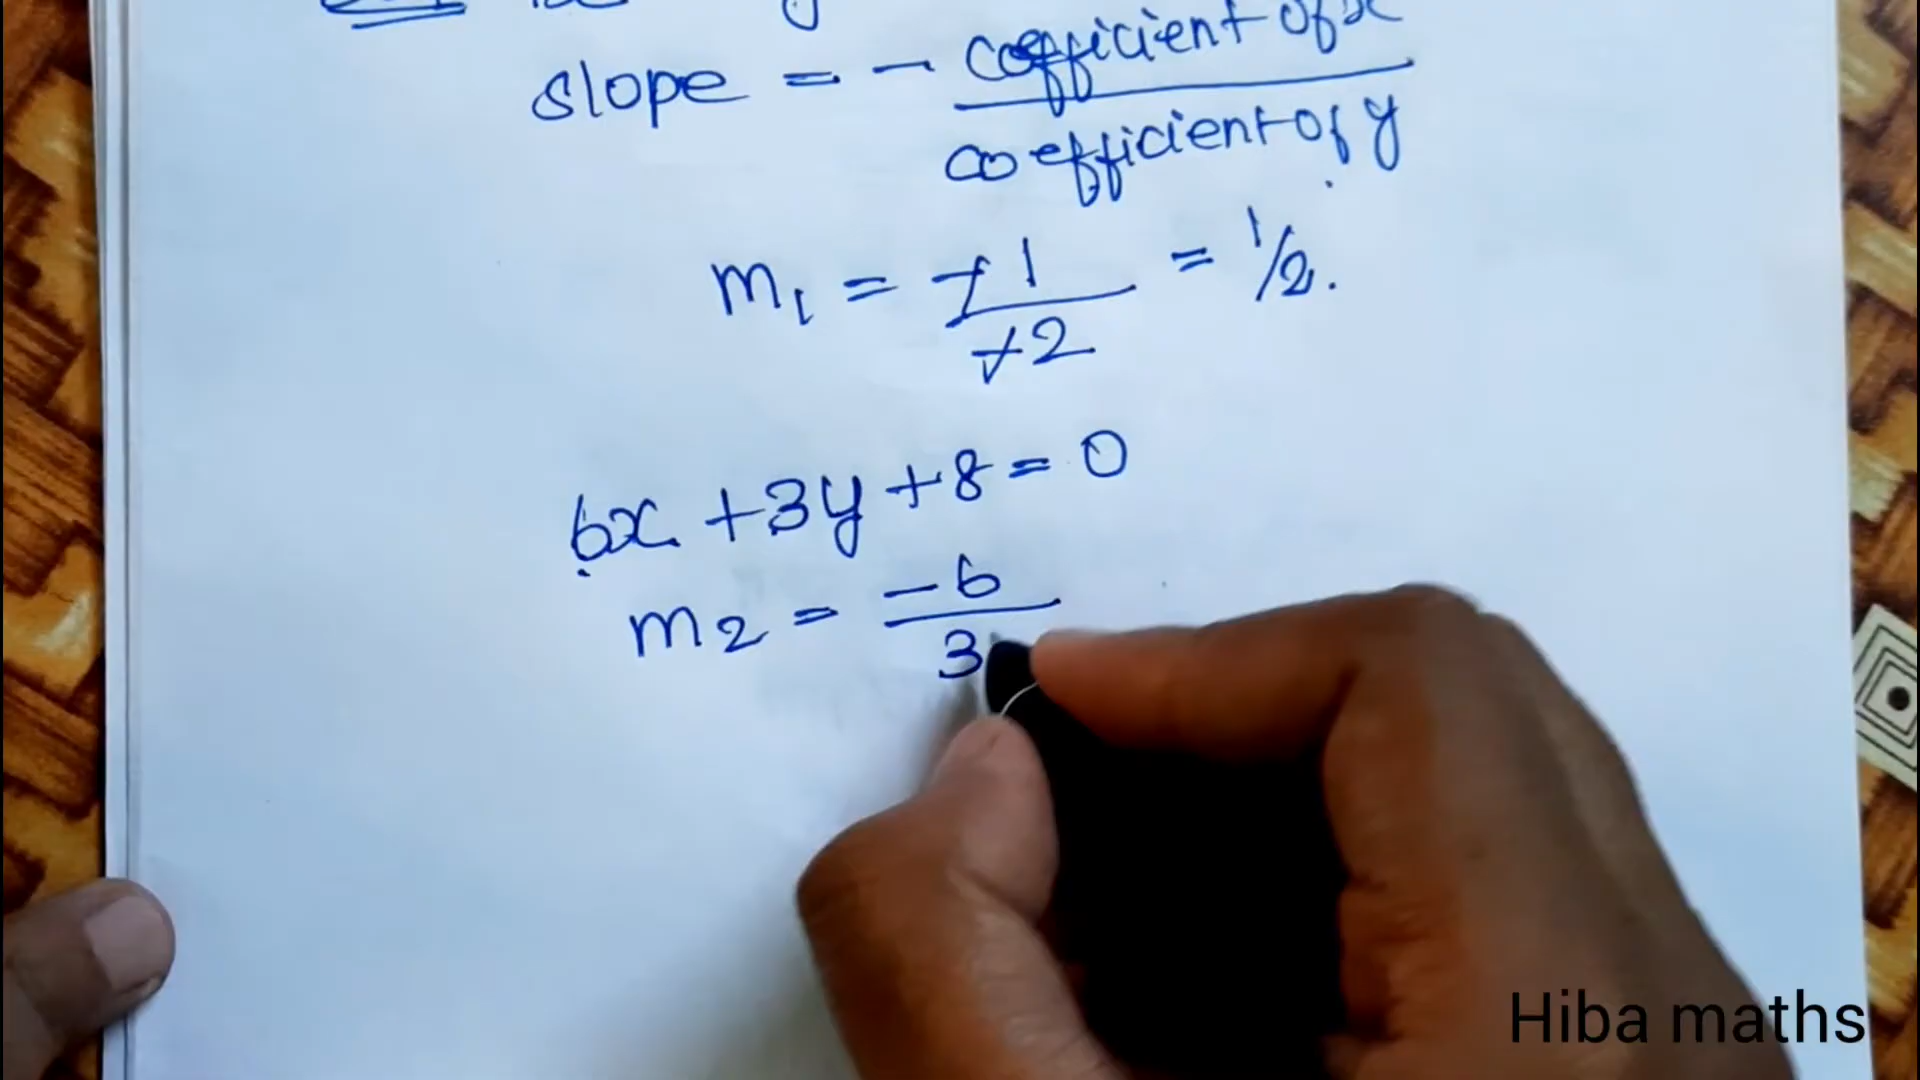 slope = - coefficient of x / coefficient of y
m₁ = -1 / -2 = 1/2.
6x + 3y + 8 = 0
m₂ = -6 / 3
Hiba maths